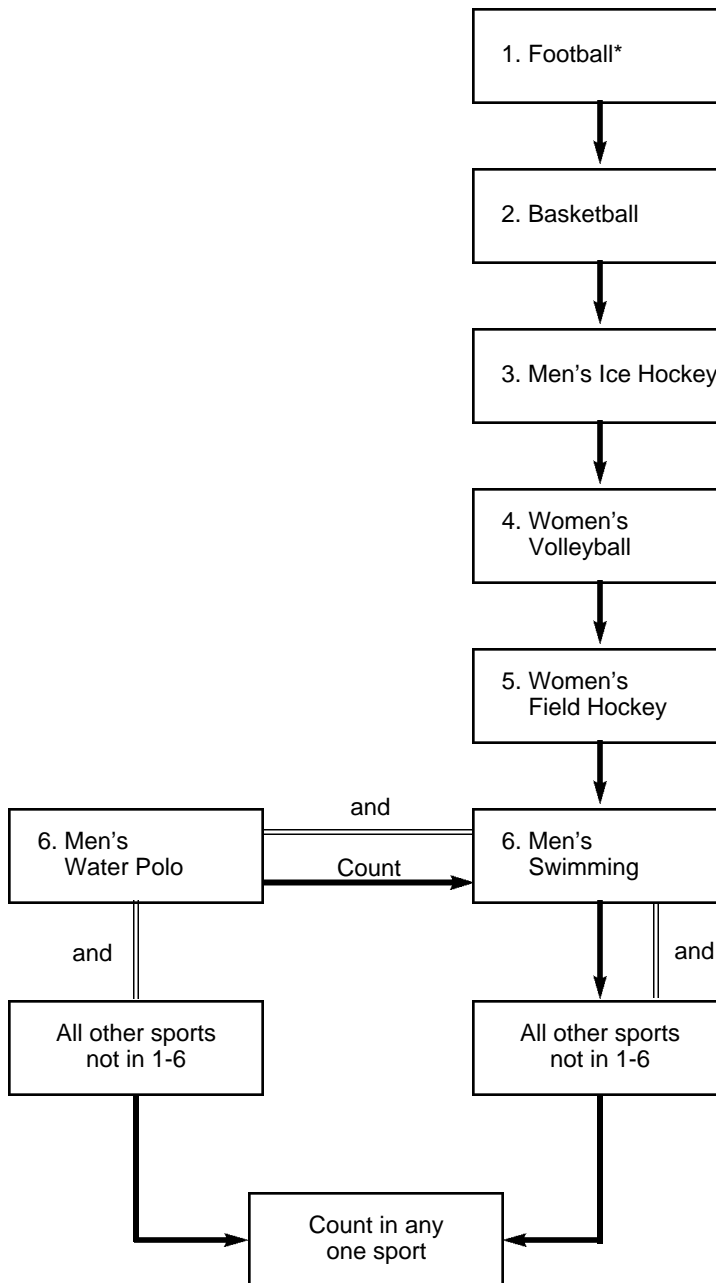 1. Football*
2. Basketball
3. Men’s Ice Hockey
4. Women’s
Volleyball
5. Women’s
Field Hockey
and
6. Men’s
Water Polo
Count
6. Men’s
Swimming
and
and
All other sports
not in 1-6
All other sports
not in 1-6
Count in any
one sport